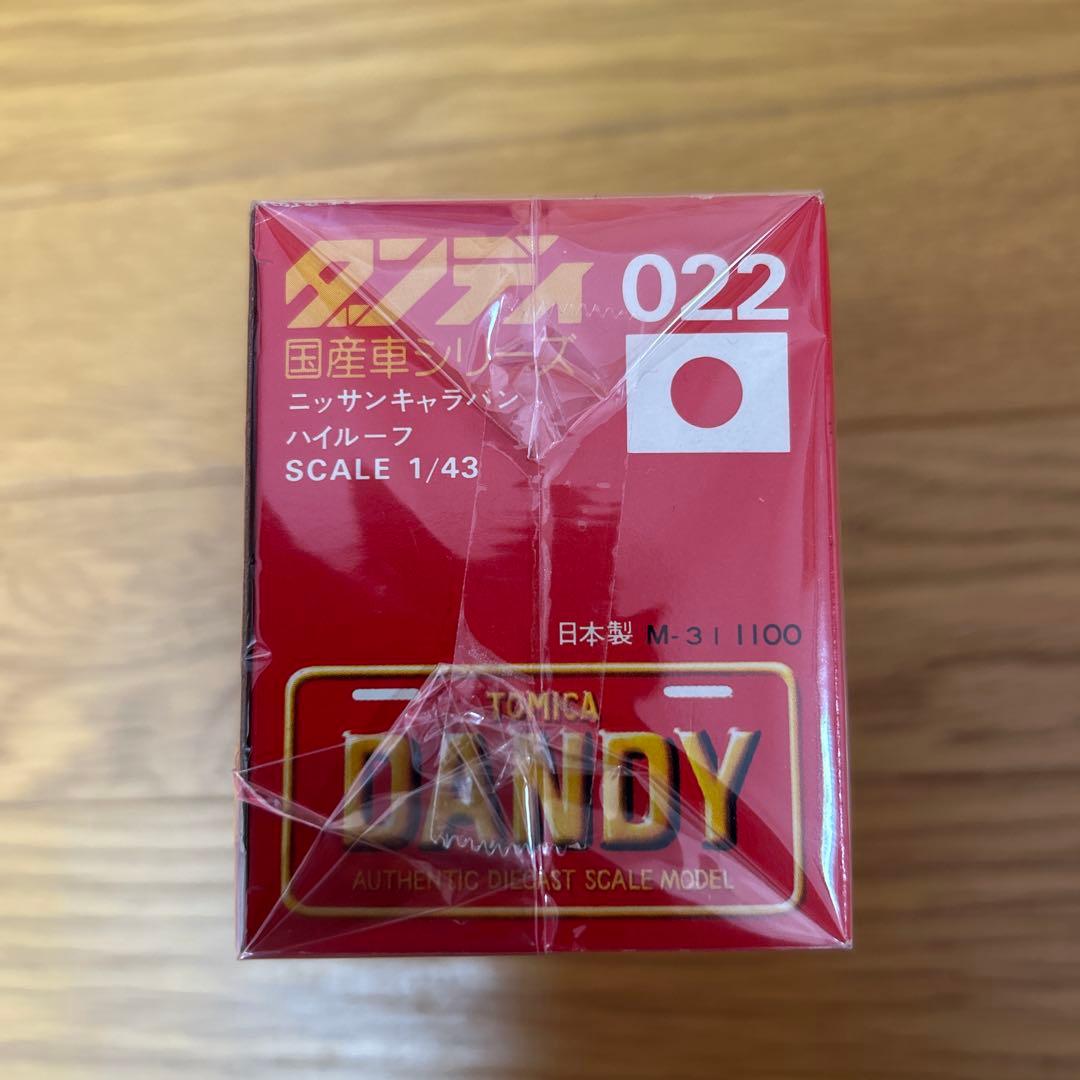 ダンディ 022
国産車シリーズ
ニッサンキャラバン
ハイルーフ
SCALE 1/43
日本製 M-31 1100
TOMICA
DANDY
AUTHENTIC DIECAST SCALE MODEL